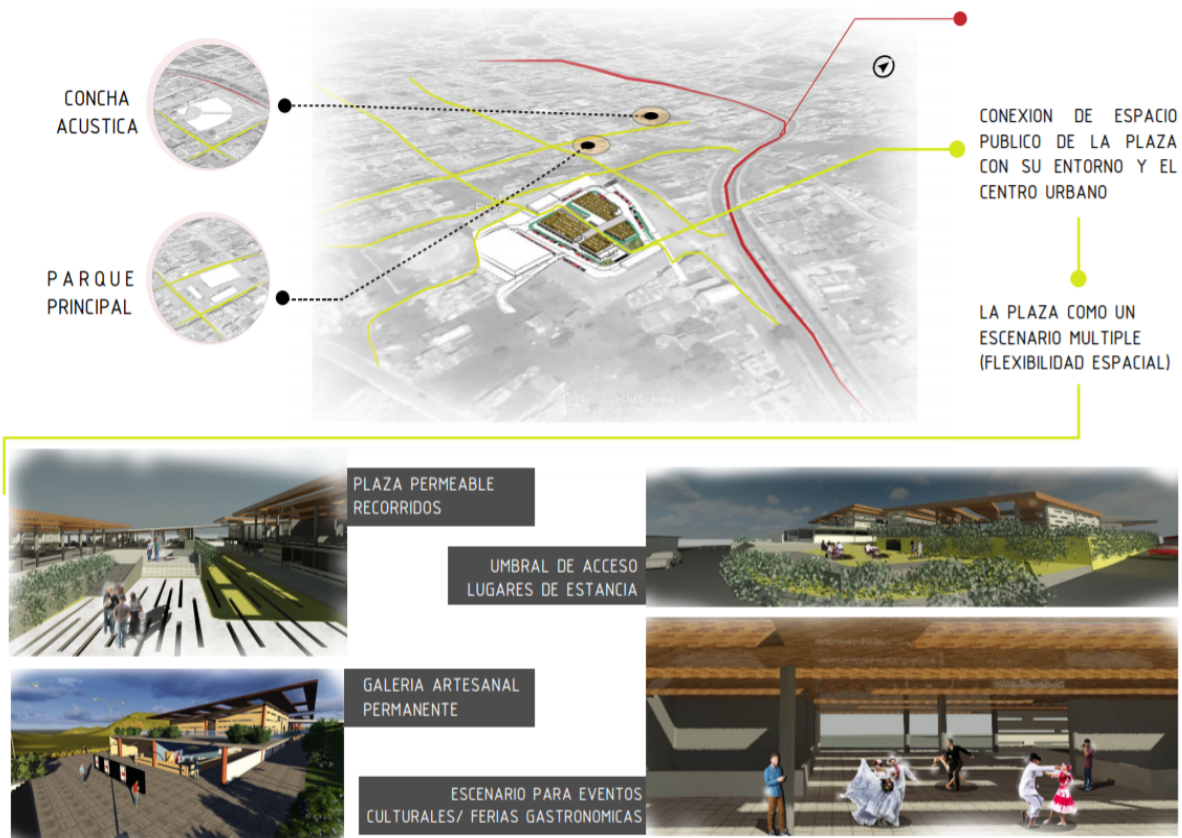 CONCHA
ACUSTICA
PARQUE
PRINCIPAL
CONEXION DE ESPACIO
PUBLICO DE LA PLAZA
CON SU ENTORNO Y EL
CENTRO URBANO
LA PLAZA COMO UN
ESCENARIO MULTIPLE
(FLEXIBILIDAD ESPACIAL)
PLAZA PERMEABLE
RECORRIDOS
UMBRAL DE ACCESO
LUGARES DE ESTANCIA
GALERIA ARTESANAL
PERMANENTE
ESCENARIO PARA EVENTOS
CULTURALES/ FERIAS GASTRONOMICAS